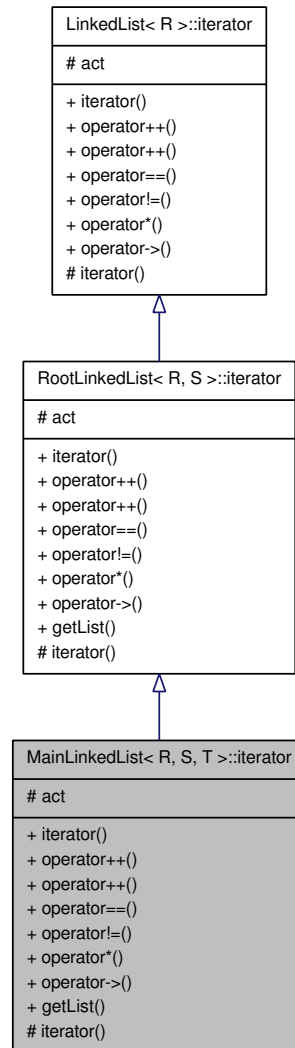 LinkedList< R >::iterator
# act
+ iterator()
+ operator++()
+ operator++()
+ operator==()
+ operator!=()
+ operator*()
+ operator->()
# iterator()
RootLinkedList< R, S >::iterator
# act
+ iterator()
+ operator++()
+ operator++()
+ operator==()
+ operator!=()
+ operator*()
+ operator->()
+ getList()
# iterator()
MainLinkedList< R, S, T >::iterator
# act
+ iterator()
+ operator++()
+ operator++()
+ operator==()
+ operator!=()
+ operator*()
+ operator->()
+ getList()
# iterator()